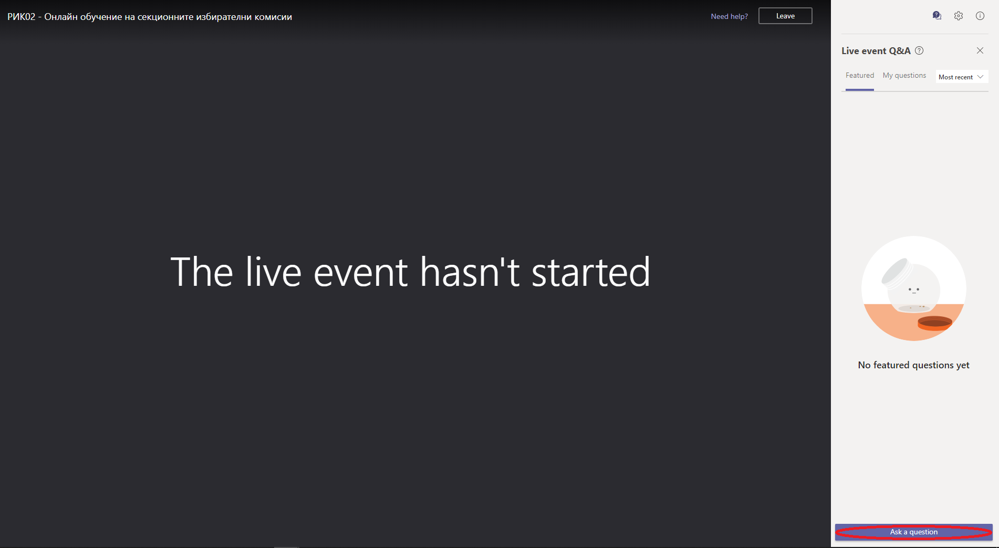 РИК02 - Онлайн обучение на секционните избирателни комисии
Need help?
Leave
The live event hasn't started
Live event Q&A
Featured
My questions
Most recent
No featured questions yet
Ask a question